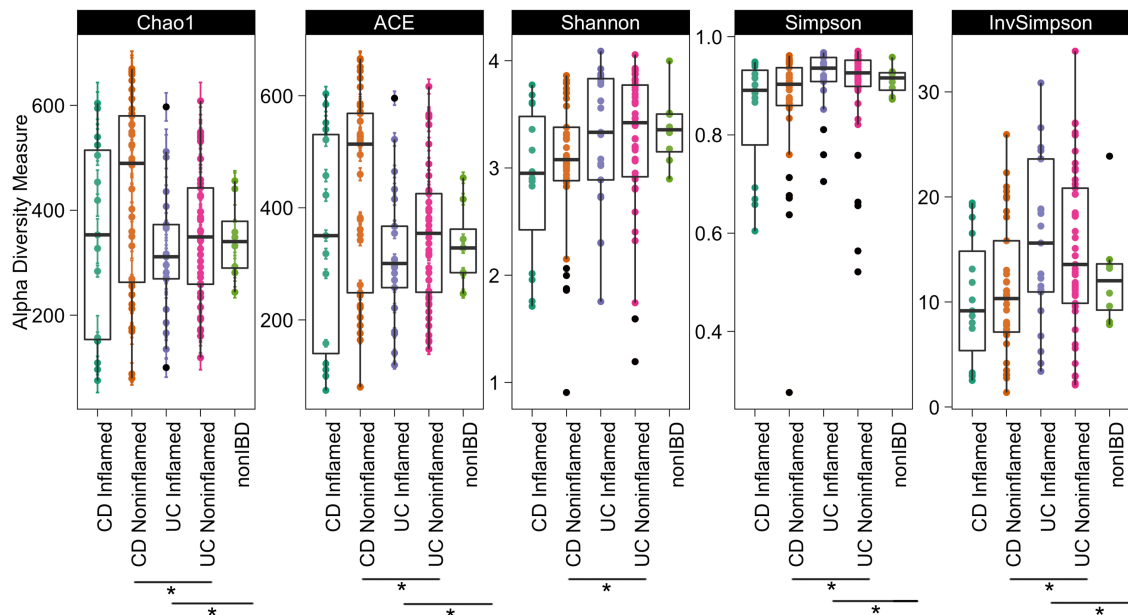 Chao1
ACE
Shannon
Simpson
InvSimpson
Alpha Diversity Measure
600
400
200
CD Inflamed
CD Noninflamed
UC Inflamed
UC Noninflamed
nonIBD
*
*
600
400
200
CD Inflamed
CD Noninflamed
UC Inflamed
UC Noninflamed
nonIBD
*
*
4
3
2
1
CD Inflamed
CD Noninflamed
UC Inflamed
UC Noninflamed
nonIBD
*
1.0
0.8
0.6
0.4
CD Inflamed
CD Noninflamed
UC Inflamed
UC Noninflamed
nonIBD
*
*
30
20
10
0
CD Inflamed
CD Noninflamed
UC Inflamed
UC Noninflamed
nonIBD
*
*